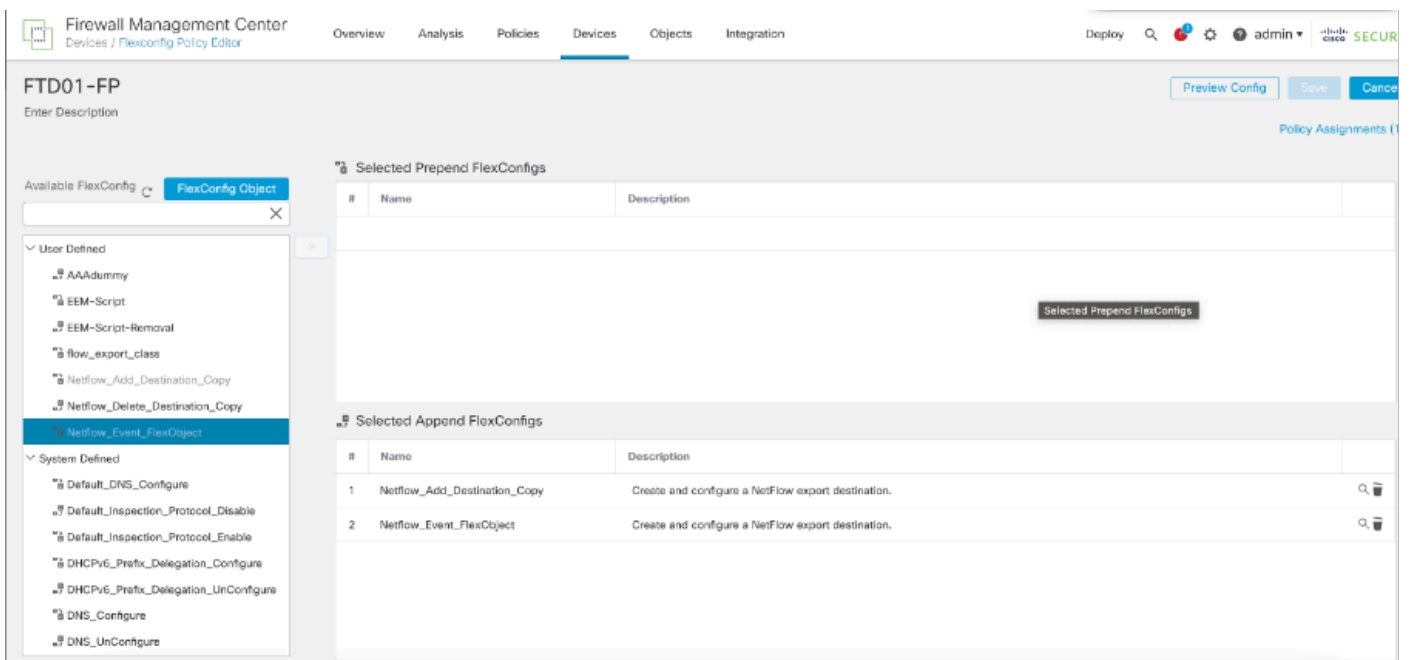 Firewall Management Center
Devices / Flexconfig Policy Editor
Overview Analysis Policies Devices Objects Integration
Deploy admin cisco SECUR
FTD01-FP
Enter Description
Preview Config Save Cance
Policy Assignments (1
Available FlexConfig FlexConfig Object
User Defined
AAAdummy
EEM-Script
EEM-Script-Removal
flow_export_class
Netflow_Add_Destination_Copy
Netflow_Delete_Destination_Copy
Netflow_Event_FlexObject
System Defined
Default_DNS_Configure
Default_Inspection_Protocol_Disable
Default_Inspection_Protocol_Enable
DHCPv6_Prefix_Delegation_Configure
DHCPv6_Prefix_Delegation_UnConfigure
DNS_Configure
DNS_UnConfigure
Selected Prepend FlexConfigs
# Name Description
Selected Prepend FlexConfigs
Selected Append FlexConfigs
# Name Description
1 Netflow_Add_Destination_Copy Create and configure a NetFlow export destination.
2 Netflow_Event_FlexObject Create and configure a NetFlow export destination.